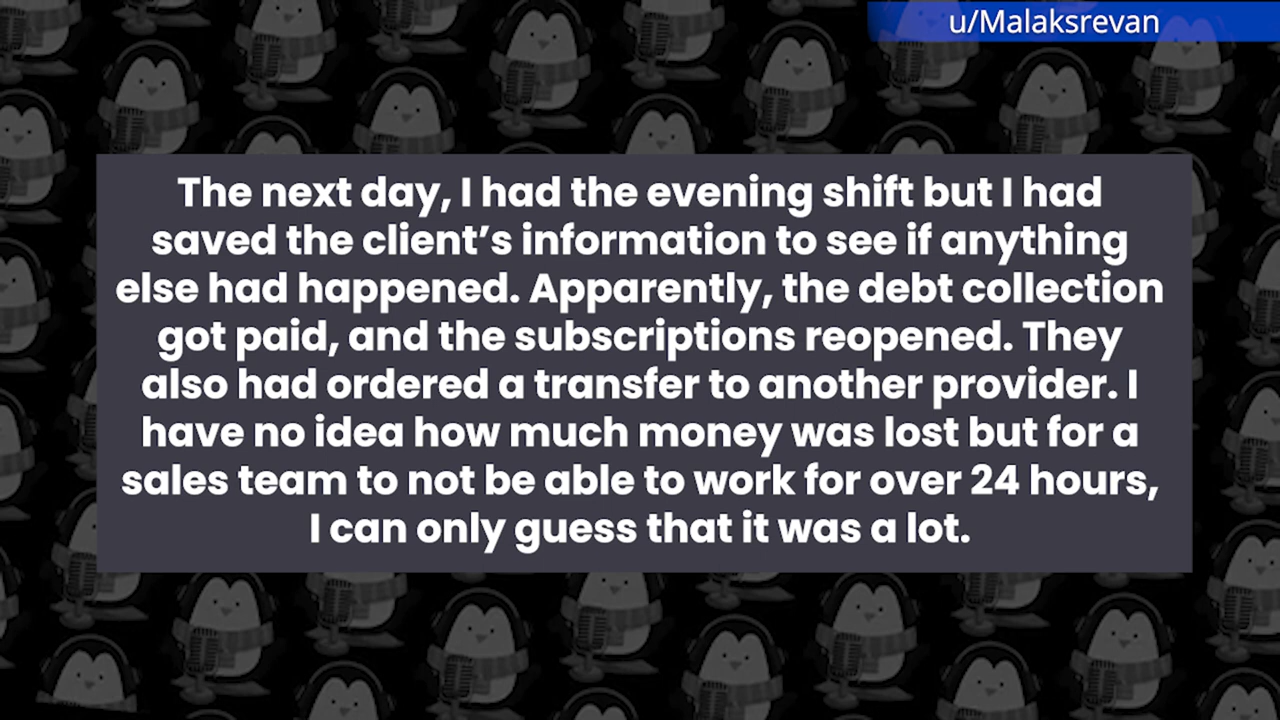 u/Malaksrevan
The next day, I had the evening shift but I had
saved the client’s information to see if anything
else had happened. Apparently, the debt collection
got paid, and the subscriptions reopened. They
also had ordered a transfer to another provider. I
have no idea how much money was lost but for a
sales team to not be able to work for over 24 hours,
I can only guess that it was a lot.